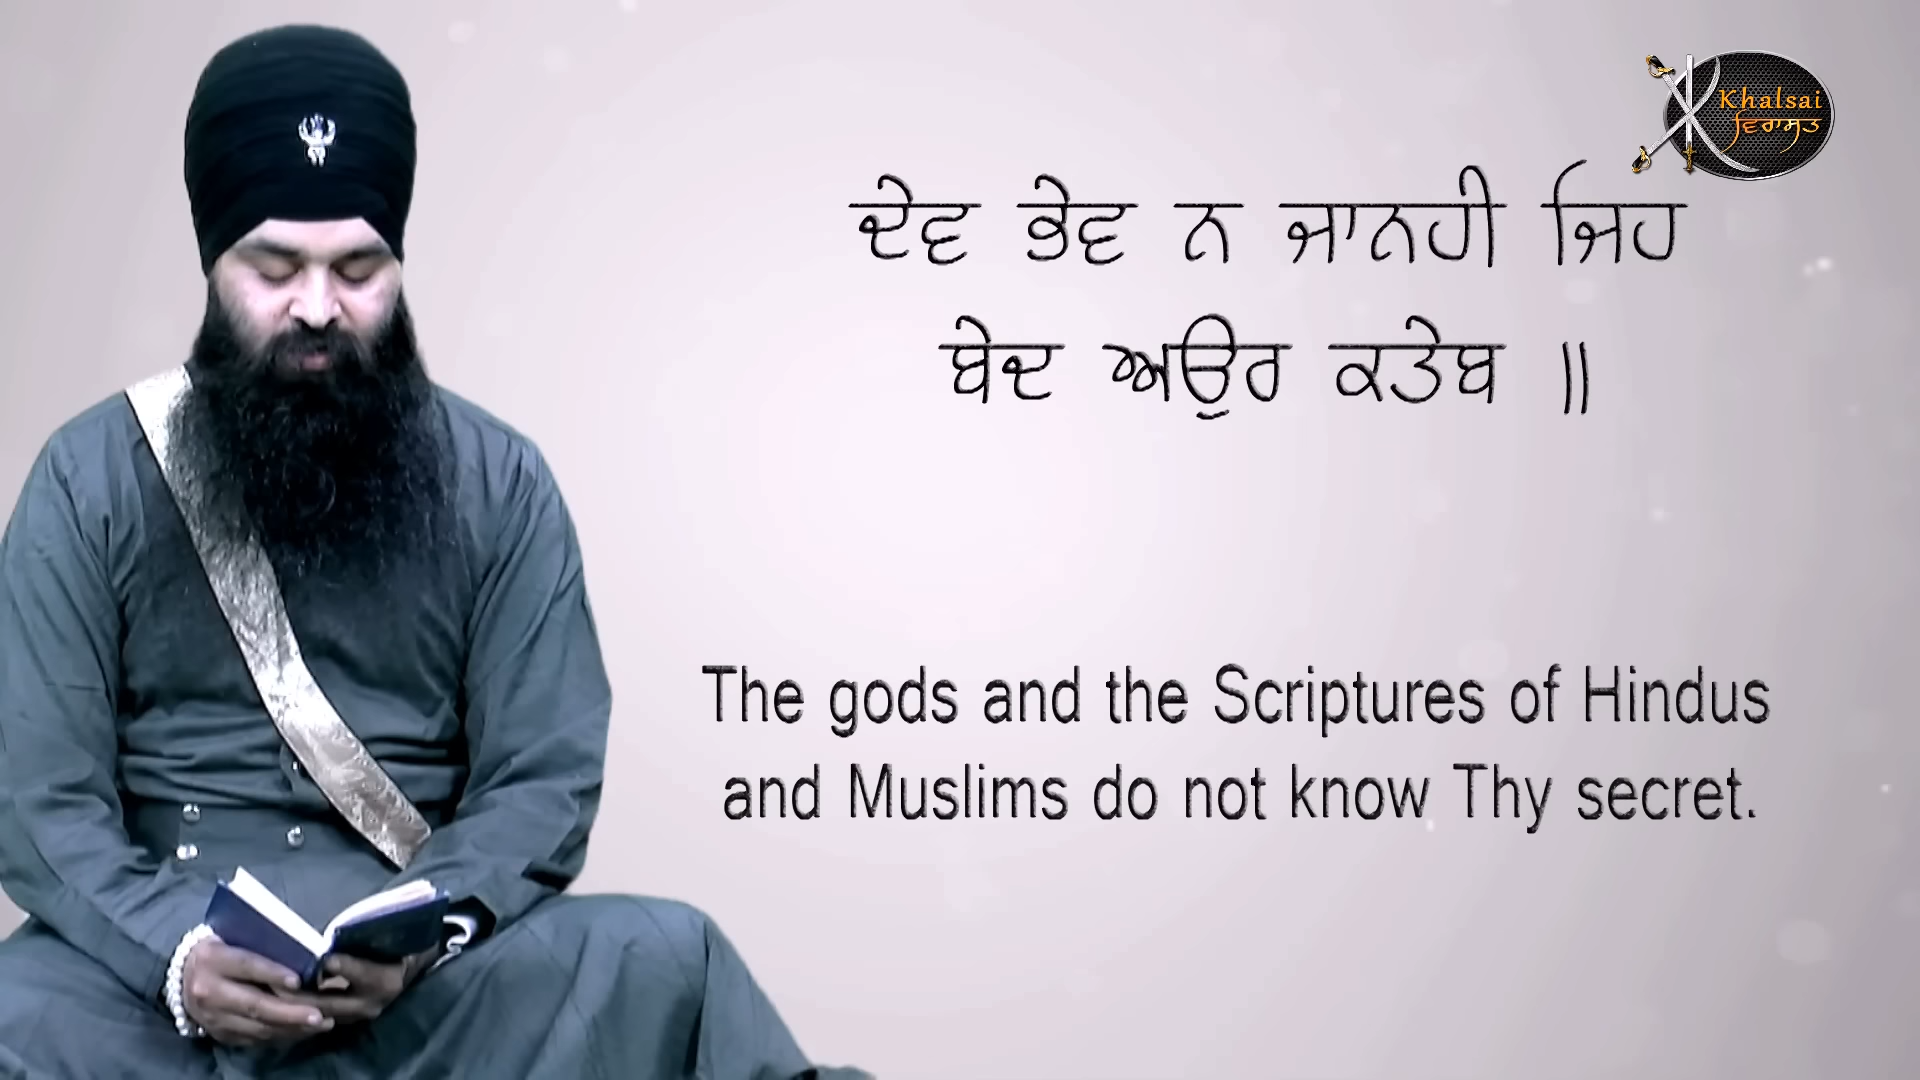 Khalsai
ਵਿਰਾਸਤ
ਦੇਵ ਭੇਵ ਨ ਜਾਨਹੀ ਜਿਹ
ਬੇਦ ਅਉਰ ਕਤੇਬ ॥
The gods and the Scriptures of Hindus
and Muslims do not know Thy secret.